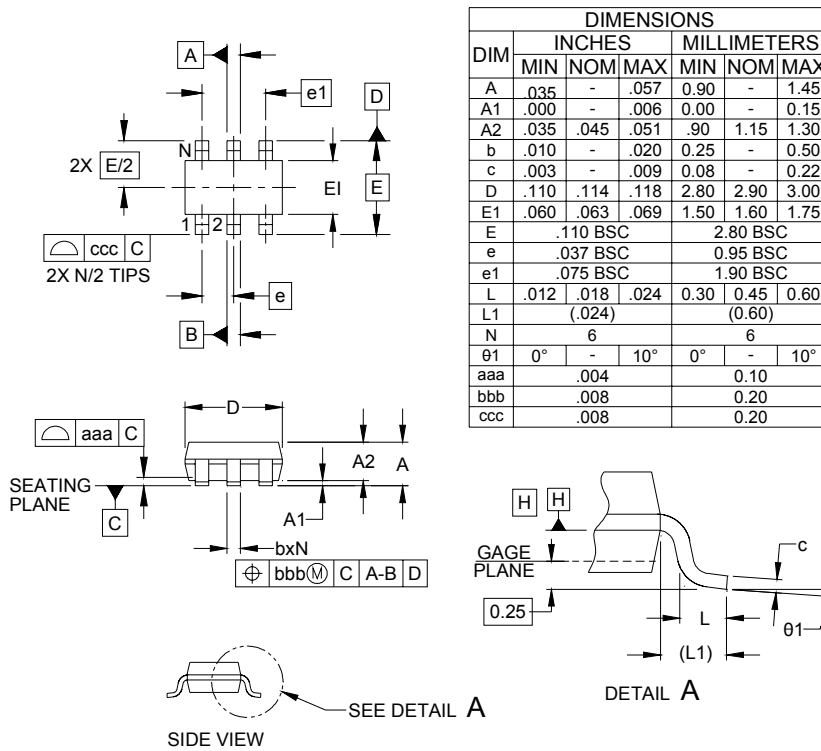 A
e1
D
N
2X E/2
E1
E
1 2
ccc C
2X N/2 TIPS
e
B
DIMENSIONS
DIM INCHES MILLIMETERS
MIN NOM MAX MIN NOM MAX
A .035 - .057 0.90 - 1.45
A1 .000 - .006 0.00 - 0.15
A2 .035 .045 .051 .90 1.15 1.30
b .010 - .020 0.25 - 0.50
c .003 - .009 0.08 - 0.22
D .110 .114 .118 2.80 2.90 3.00
E1 .060 .063 .069 1.50 1.60 1.75
E .110 BSC 2.80 BSC
e .037 BSC 0.95 BSC
e1 .075 BSC 1.90 BSC
L .012 .018 .024 0.30 0.45 0.60
L1 (.024) (0.60)
N 6 6
θ1 0° - 10° 0° - 10°
aaa .004 0.10
bbb .008 0.20
ccc .008 0.20
D
aaa C
A2 A
SEATING
PLANE
C
A1
bxN
⌖ bbbⓂ C A-B D
H H
GAGE
PLANE
c
0.25
L
θ1
(L1)
DETAIL A
SEE DETAIL A
SIDE VIEW